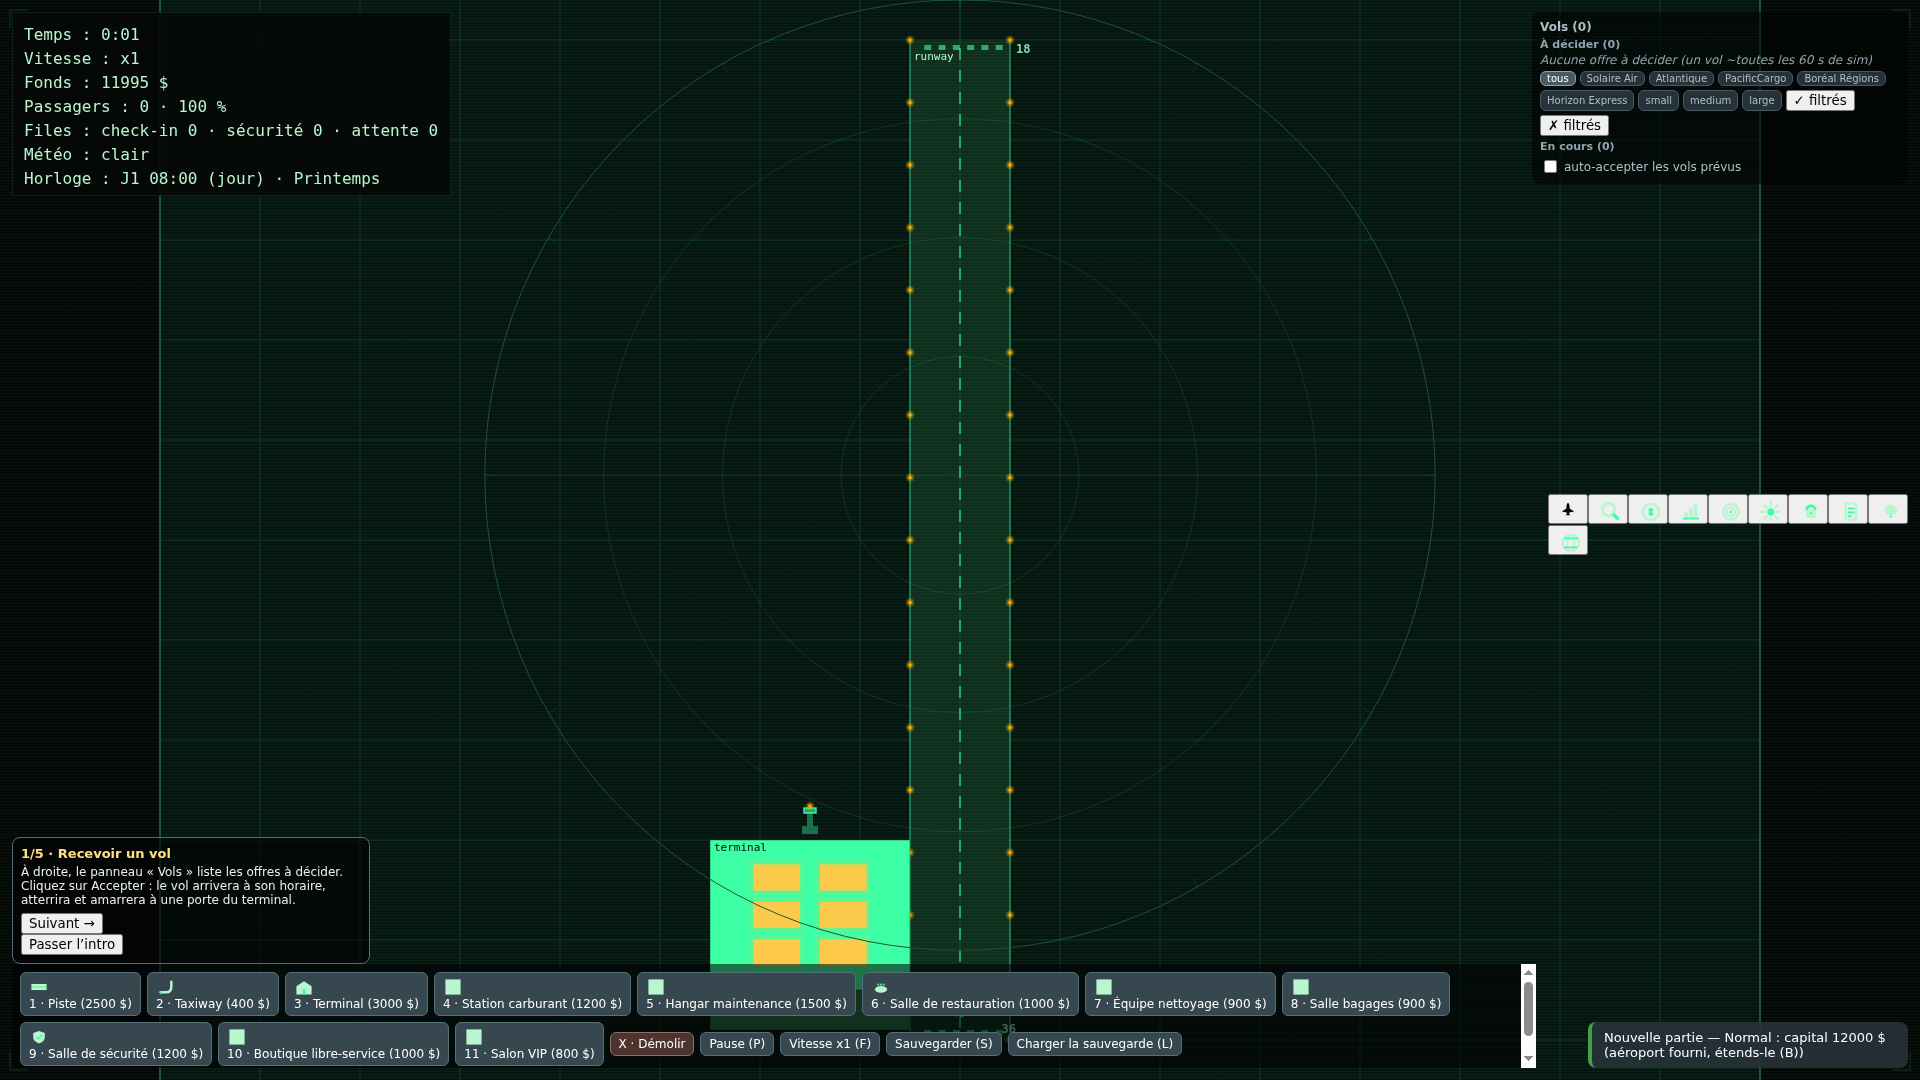 Temps : 0:01
Vitesse : x1
Fonds : 11995 $
Passagers : 0 · 100 %
Files : check-in 0 · sécurité 0 · attente 0
Météo : clair
Horloge : J1 08:00 (jour) · Printemps
18
runway
Vols (0)
À décider (0)
Aucune offre à décider (un vol ~toutes les 60 s de sim)
tous
Solaire Air
Atlantique
PacificCargo
Boréal Régions
Horizon Express
small
medium
large
✓ filtrés
✗ filtrés
En cours (0)
auto-accepter les vols prévus
terminal
1/5 · Recevoir un vol
À droite, le panneau « Vols » liste les offres à décider.
Cliquez sur Accepter : le vol arrivera à son horaire,
atterrira et amarrera à une porte du terminal.
Suivant →
Passer l’intro
1 · Piste (2500 $)
2 · Taxiway (400 $)
3 · Terminal (3000 $)
4 · Station carburant (1200 $)
5 · Hangar maintenance (1500 $)
6 · Salle de restauration (1000 $)
7 · Équipe nettoyage (900 $)
8 · Salle bagages (900 $)
9 · Salle de sécurité (1200 $)
10 · Boutique libre-service (1000 $)
11 · Salon VIP (800 $)
X · Démolir
Pause (P)
Vitesse x1 (F)
Sauvegarder (S)
Charger la sauvegarde (L)
36
Nouvelle partie — Normal : capital 12000 $
(aéroport fourni, étends-le (B))